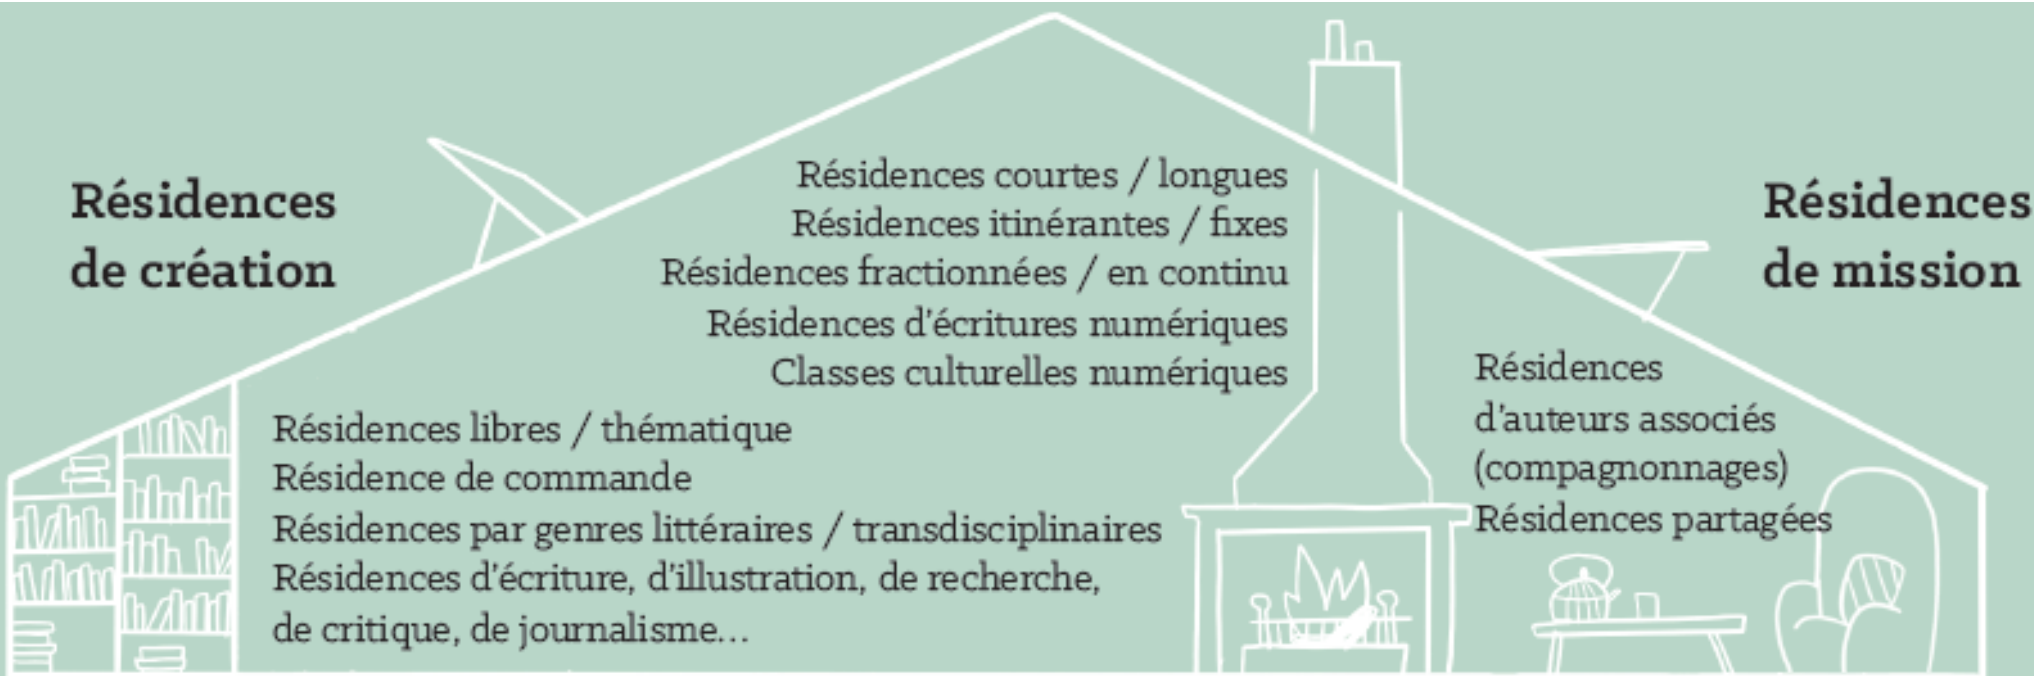 Résidences
de création
Résidences courtes / longues
Résidences itinérantes / fixes
Résidences fractionnées / en continu
Résidences d'écritures numériques
Classes culturelles numériques
Résidences libres / thématique
Résidence de commande
Résidences par genres littéraires / transdisciplinaires
Résidences d'écriture, d'illustration, de recherche,
de critique, de journalisme...
Résidences
de mission
Résidences
d'auteurs associés
(compagnonnages)
Résidences partagées